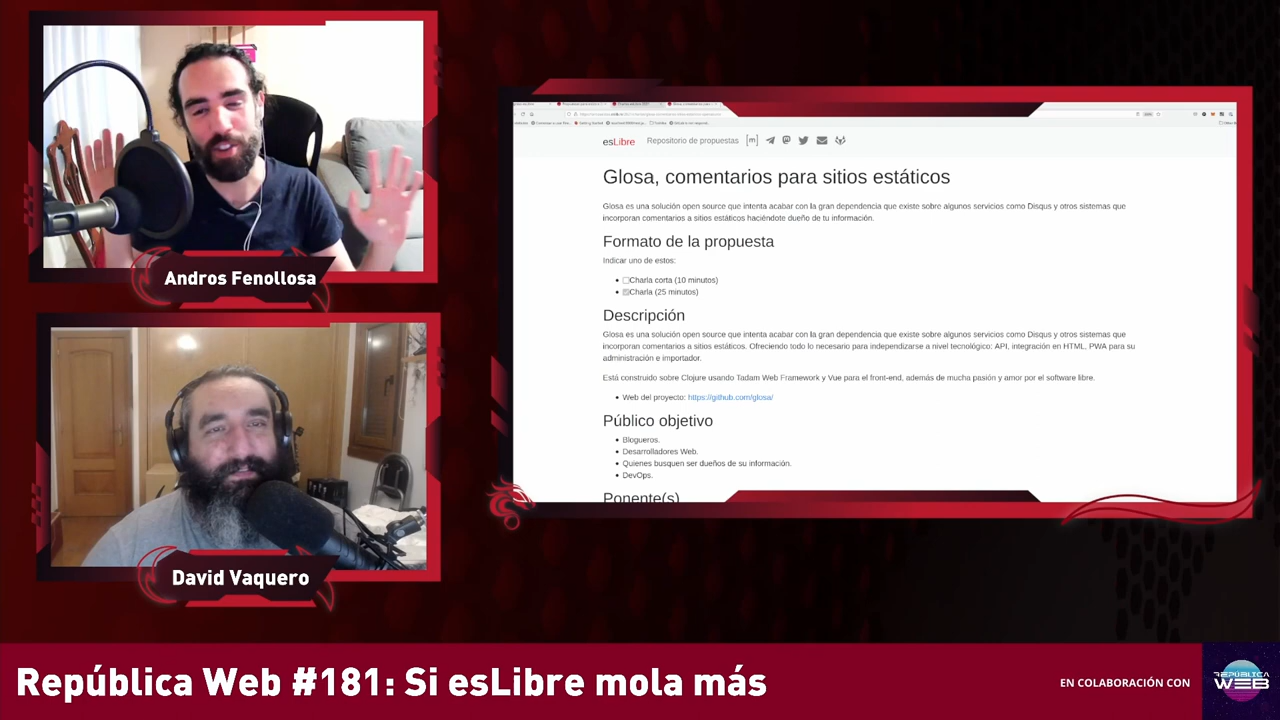 Andros Fenollosa
David Vaquero
esLibre
Repositorio de propuestas
[m]
Glosa, comentarios para sitios estáticos
Glosa es una solución open source que intenta acabar con la gran dependencia que existe sobre algunos servicios como Disqus y otros sistemas que
incorporan comentarios a sitios estáticos haciéndote dueño de tu información.
Formato de la propuesta
Indicar uno de estos:
Charla corta (10 minutos)
Charla (25 minutos)
Descripción
Glosa es una solución open source que intenta acabar con la gran dependencia que existe sobre algunos servicios como Disqus y otros sistemas que
incorporan comentarios a sitios estáticos. Ofreciendo todo lo necesario para independizarse a nivel tecnológico: API, integración en HTML, PWA para su
administración e importador.
Está construido sobre Clojure usando Tadam Web Framework y Vue para el front-end, además de mucha pasión y amor por el software libre.
Web del proyecto: https://github.com/glosa/
Público objetivo
Blogueros.
Desarrolladores Web.
Quienes busquen ser dueños de su información.
DevOps.
Ponente(s)
República Web #181: Si esLibre mola más
EN COLABORACIÓN CON
REPÚBLICA
WEB